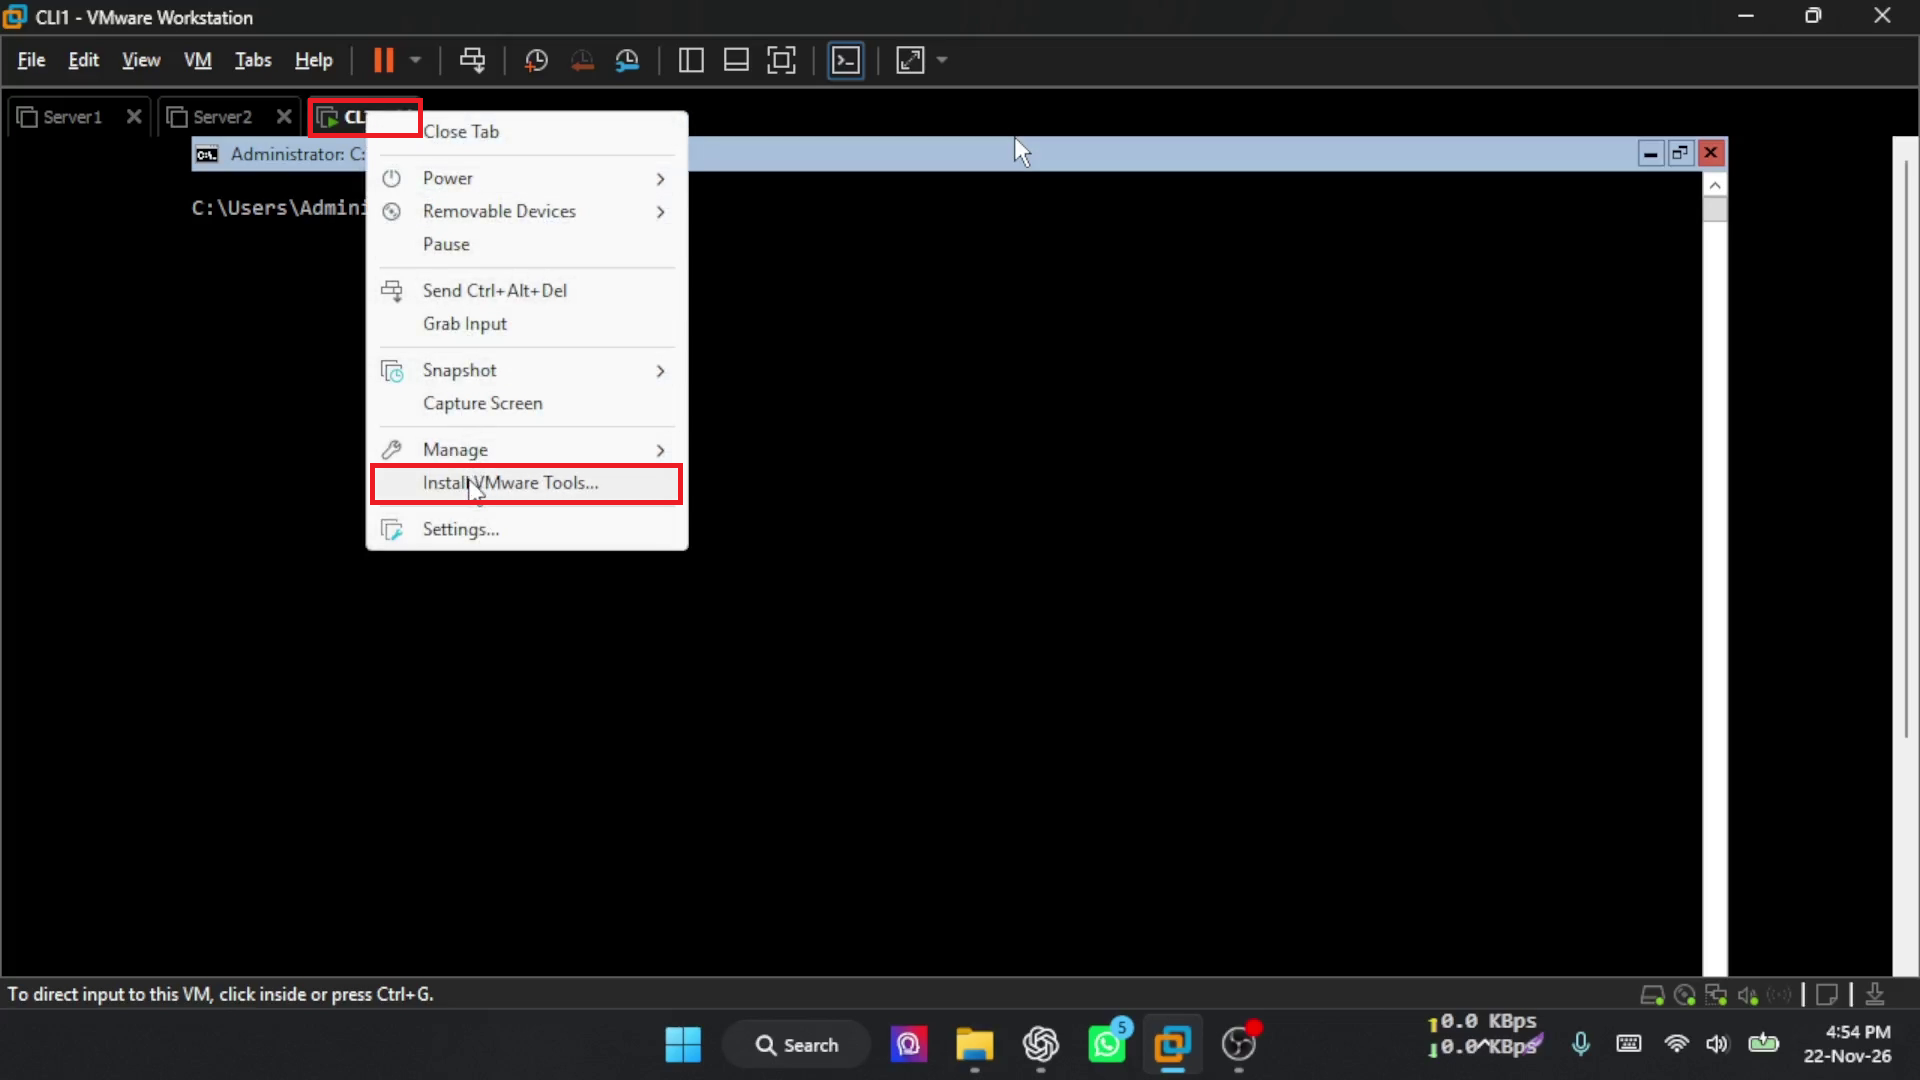 CLI1 - VMware Workstation
File Edit View VM Tabs Help
Server1 Server2 CLI
Close Tab
Administrator: C:
Power
C:\Users\Admini
Removable Devices
Pause
Send Ctrl+Alt+Del
Grab Input
Snapshot
Capture Screen
Manage
Install VMware Tools...
Settings...
To direct input to this VM, click inside or press Ctrl+G.
Search
5
0.0 KBps
0.0 KBps
4:54 PM
22-Nov-26